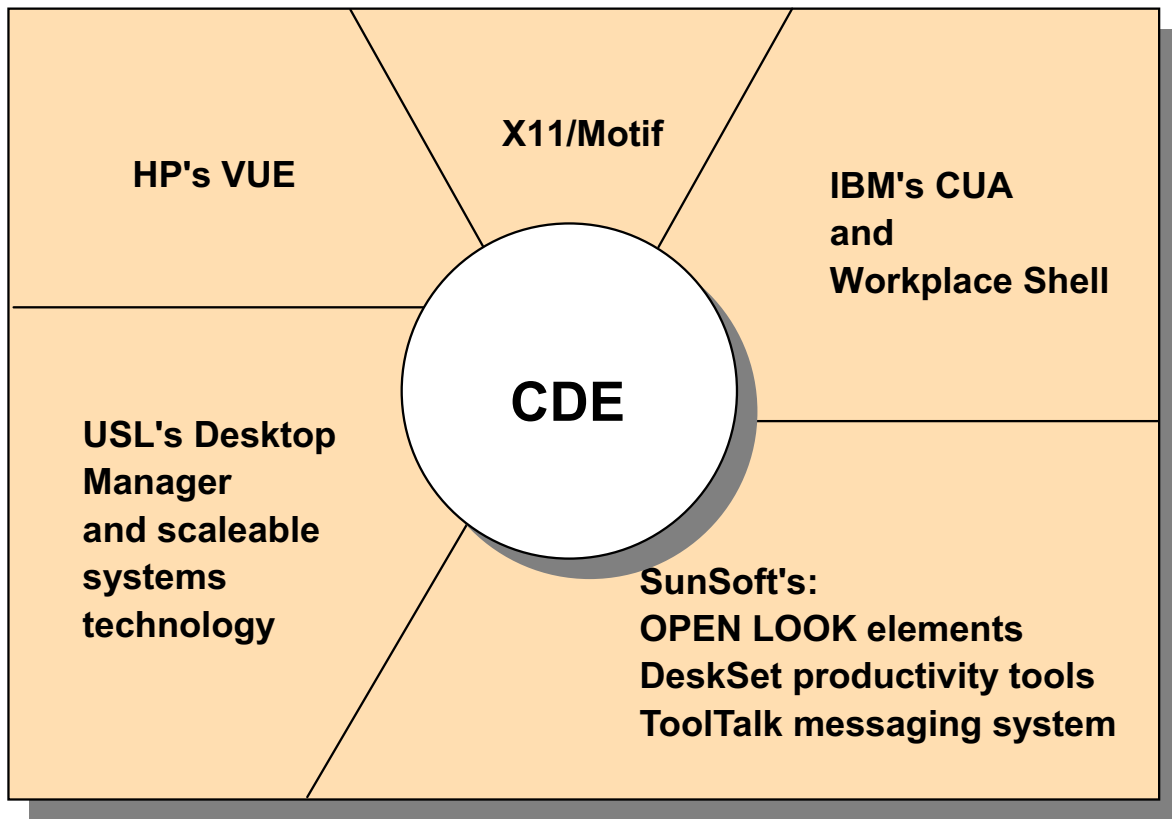 X11/Motif
HP's VUE
IBM's CUA
and
Workplace Shell
CDE
USL's Desktop
Manager
and scaleable
systems
technology
SunSoft's:
OPEN LOOK elements
DeskSet productivity tools
ToolTalk messaging system